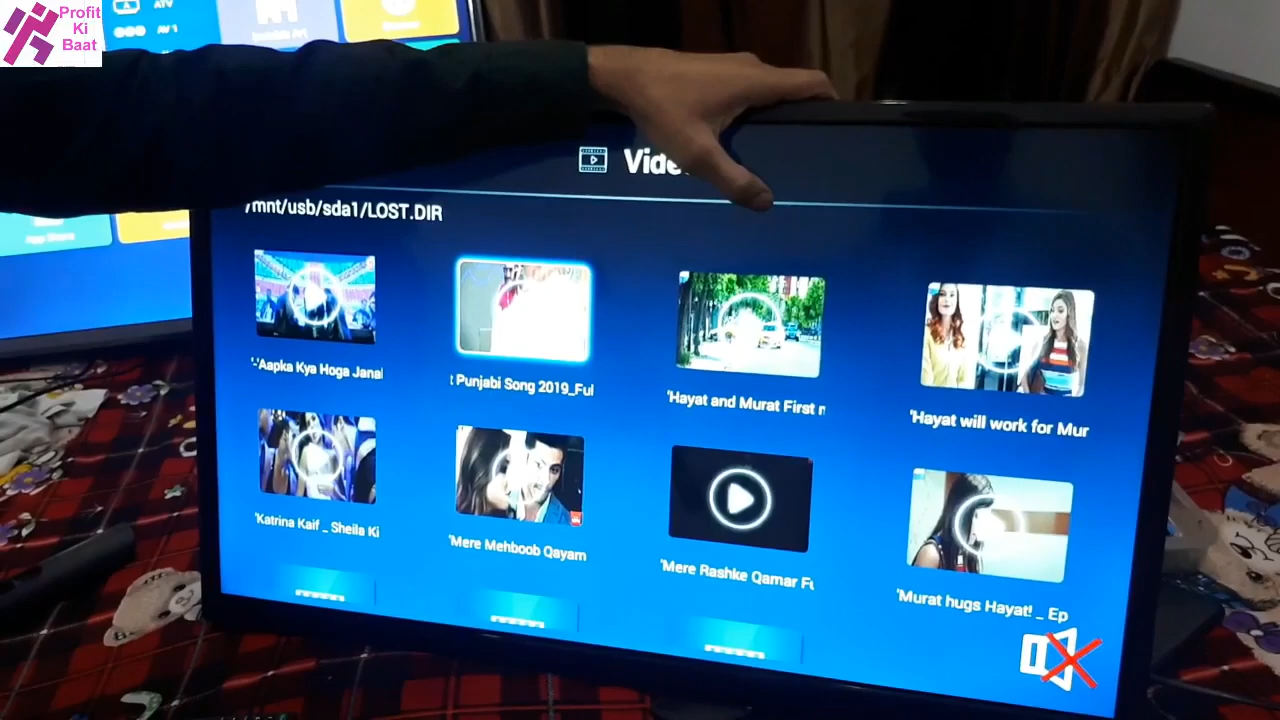 Profit
Ki
Baat
ATV
AV 1
Vide
/mnt/usb/sda1/LOST.DIR
'-'Aapka Kya Hoga Janal
t Punjabi Song 2019_Ful
'Hayat and Murat First r
'Hayat will work for Mur
'Katrina Kaif _ Sheila Ki
'Mere Mehboob Qayam
'Mere Rashke Qamar Fu
'Murat hugs Hayat! _ Ep